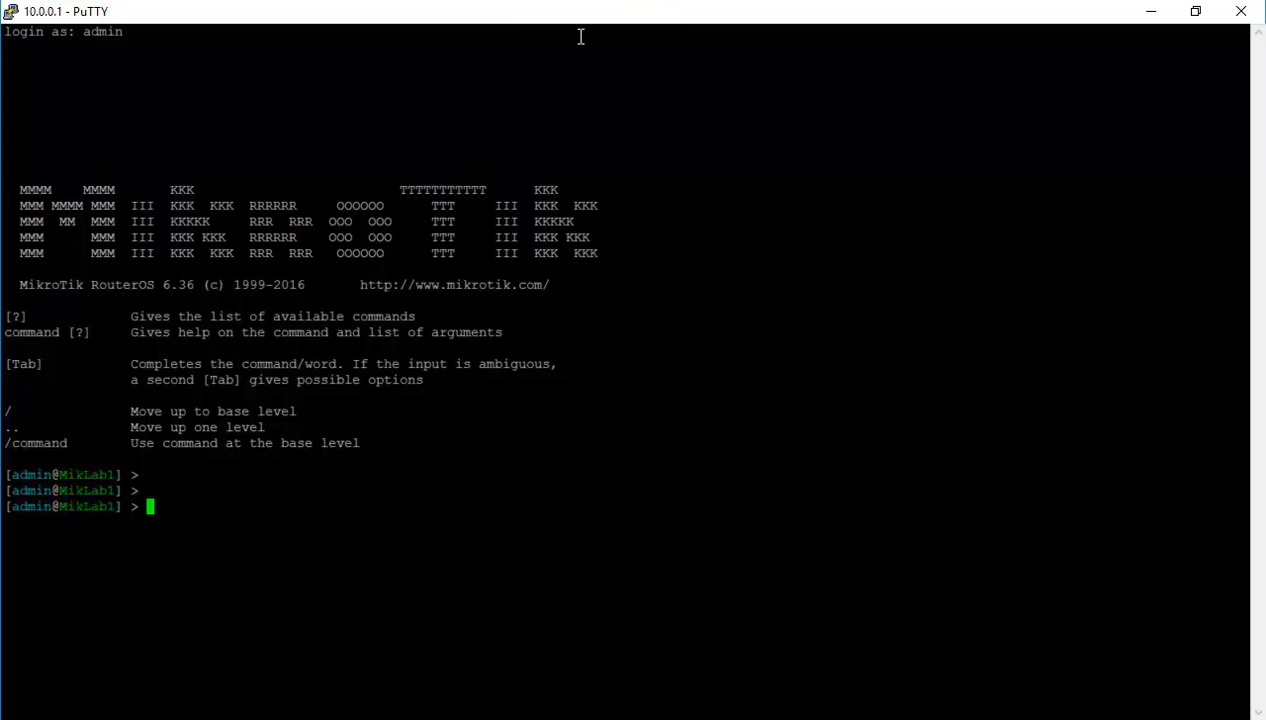 10.0.0.1 - PuTTY
login as: admin
MMMM    MMMM       KKK                          TTTTTTTTTTT      KKK
MMM MMMM MMM  III  KKK  KKK  RRRRRR     OOOOOO      TTT     III  KKK  KKK
MMM  MM  MMM  III  KKKKK     RRR  RRR  OOO  OOO     TTT     III  KKKKK
MMM      MMM  III  KKK KKK   RRRRRR    OOO  OOO     TTT     III  KKK KKK
MMM      MMM  III  KKK  KKK  RRR  RRR   OOOOOO      TTT     III  KKK  KKK
MikroTik RouterOS 6.36 (c) 1999-2016       http://www.mikrotik.com/
[?]             Gives the list of available commands
command [?]     Gives help on the command and list of arguments
[Tab]           Completes the command/word. If the input is ambiguous,
a second [Tab] gives possible options
/               Move up to base level
..              Move up one level
/command        Use command at the base level
[admin@MikLab1] >
[admin@MikLab1] >
[admin@MikLab1] >